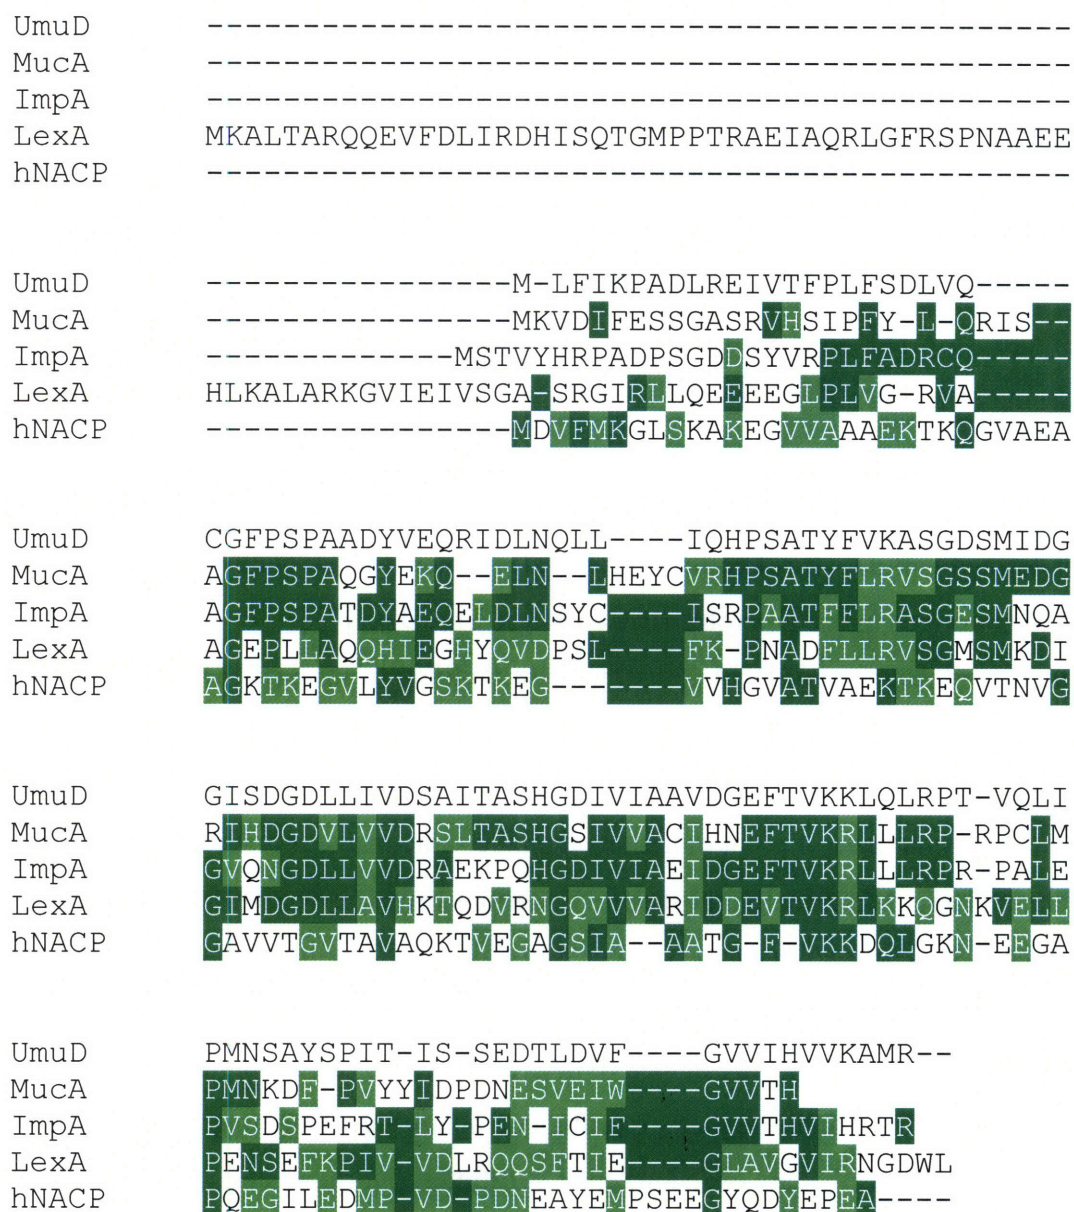 UmuD ---------------------------------------------
MucA ---------------------------------------------
ImpA ---------------------------------------------
LexA MKALTARQQEVFDLIRDHISQTGMPPTRAEIAQRLGFRSPNAAEE
hNACP ---------------------------------------------
UmuD ----------------M-LFIKPADLREIVTFPLFSDLVQ-----
MucA ----------------MKVDIFESSGASRVHSIPFY-L-QRIS--
ImpA -------------MSTVYHRPADPSGDDSYVRPLFADRCQ-----
LexA HLKALARKGVIEIVSGA-SRGIRLLQEEEEGLPLVG-RVA-----
hNACP ----------------MDVFMKGLSKAKEGVVAAAEKTKQGVAEA
UmuD CGFPSPAADYVEQRIDLNQLL----IQHPSATYFVKASGDSMIDG
MucA AGFPSPAQGYEKQ--ELN--LHEYCVRHPSATYFLRVSGSSMEDG
ImpA AGFPSPATDYAEQELDLNSYC----ISRPAATFFLRASGESMNQA
LexA AGEPLLAQQHIEGHYQVDPSL----FK-PNADFLLRVSGMSMKDI
hNACP AGKTKEGVLYVGSKTKEG-------VVHGVATVAEKTKEQVTNVG
UmuD GISDGDLLIVDSAITASHGDIVIAAVDGEFTVKKLQLRPT-VQLI
MucA RIHDGDVLVVDRSLTASHGSIVVACIHNEFTVKRLLLRP-RPCLM
ImpA GVQNGDLLVVDRAEKPQHGDIVIAEIDGEFTVKRLLLRPR-PALE
LexA GIMDGDLLAVHKTQDVRNGQVVVARIDDEVTVKRLKKQGNKVELL
hNACP GAVVTGVTAVAQKTVEGAGSIA--AATG-F-VKKDQLGKN-EEGA
UmuD PMNSAYSPIT-IS-SEDTLDVF----GVVIHVVKAMR--
MucA PMNKDF-PVYYIDPDNESVEIW----GVVTH
ImpA PVSDSPEFRT-LY-PEN-ICIF----GVVTHVIHRTR
LexA PENSEFKPIV-VDLRQQSFTIE----GLAVGVIRNGDWL
hNACP PQEGILEDMP-VD-PDNEAYEMPSEEGYQDYEPEA----